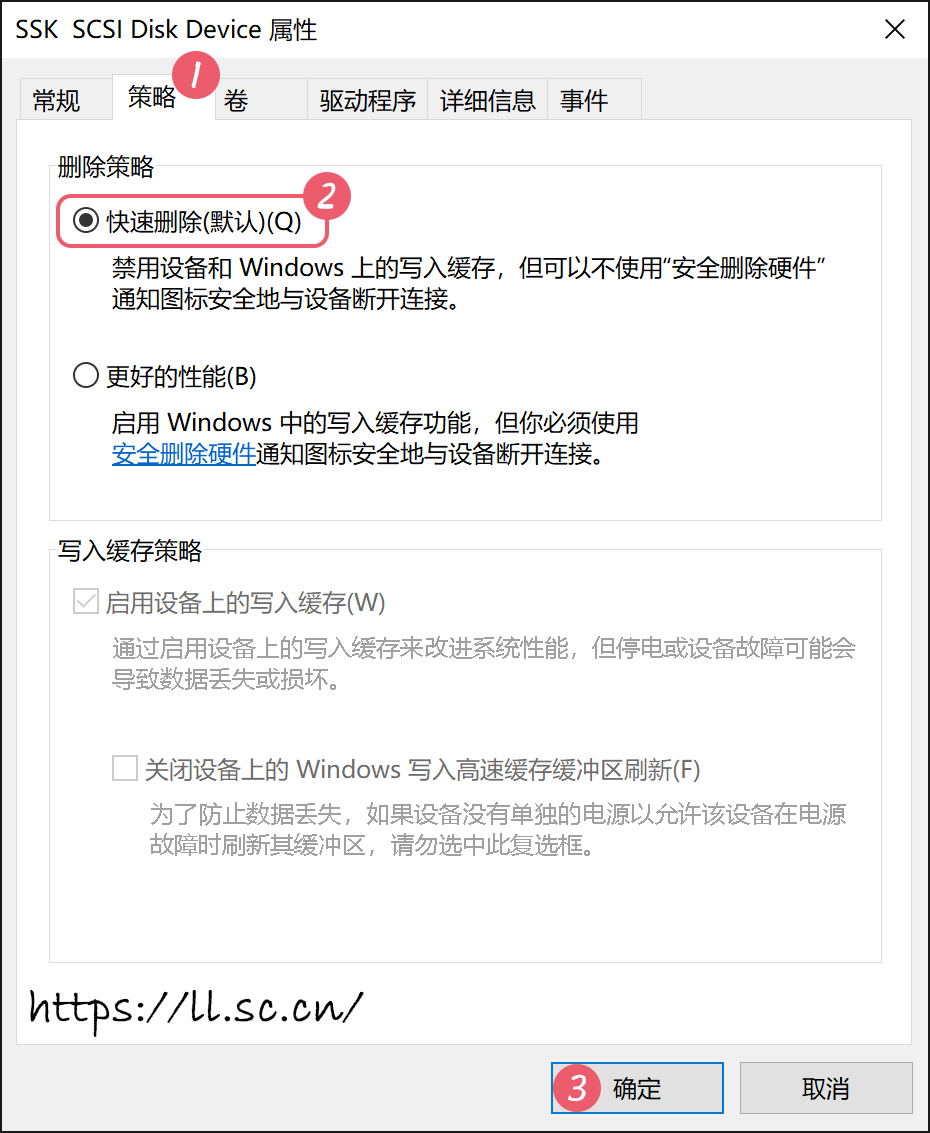 SSK  SCSI Disk Device 属性
常规 策略 1 卷 驱动程序 详细信息 事件
删除策略
快速删除(默认)(Q) 2
禁用设备和 Windows 上的写入缓存，但可以不使用“安全删除硬件”
通知图标安全地与设备断开连接。
更好的性能(B)
启用 Windows 中的写入缓存功能，但你必须使用
安全删除硬件通知图标安全地与设备断开连接。
写入缓存策略
启用设备上的写入缓存(W)
通过启用设备上的写入缓存来改进系统性能，但停电或设备故障可能会
导致数据丢失或损坏。
关闭设备上的 Windows 写入高速缓存缓冲区刷新(F)
为了防止数据丢失，如果设备没有单独的电源以允许该设备在电源
故障时刷新其缓冲区，请勿选中此复选框。
https://ll.sc.cn/
3 确定 取消